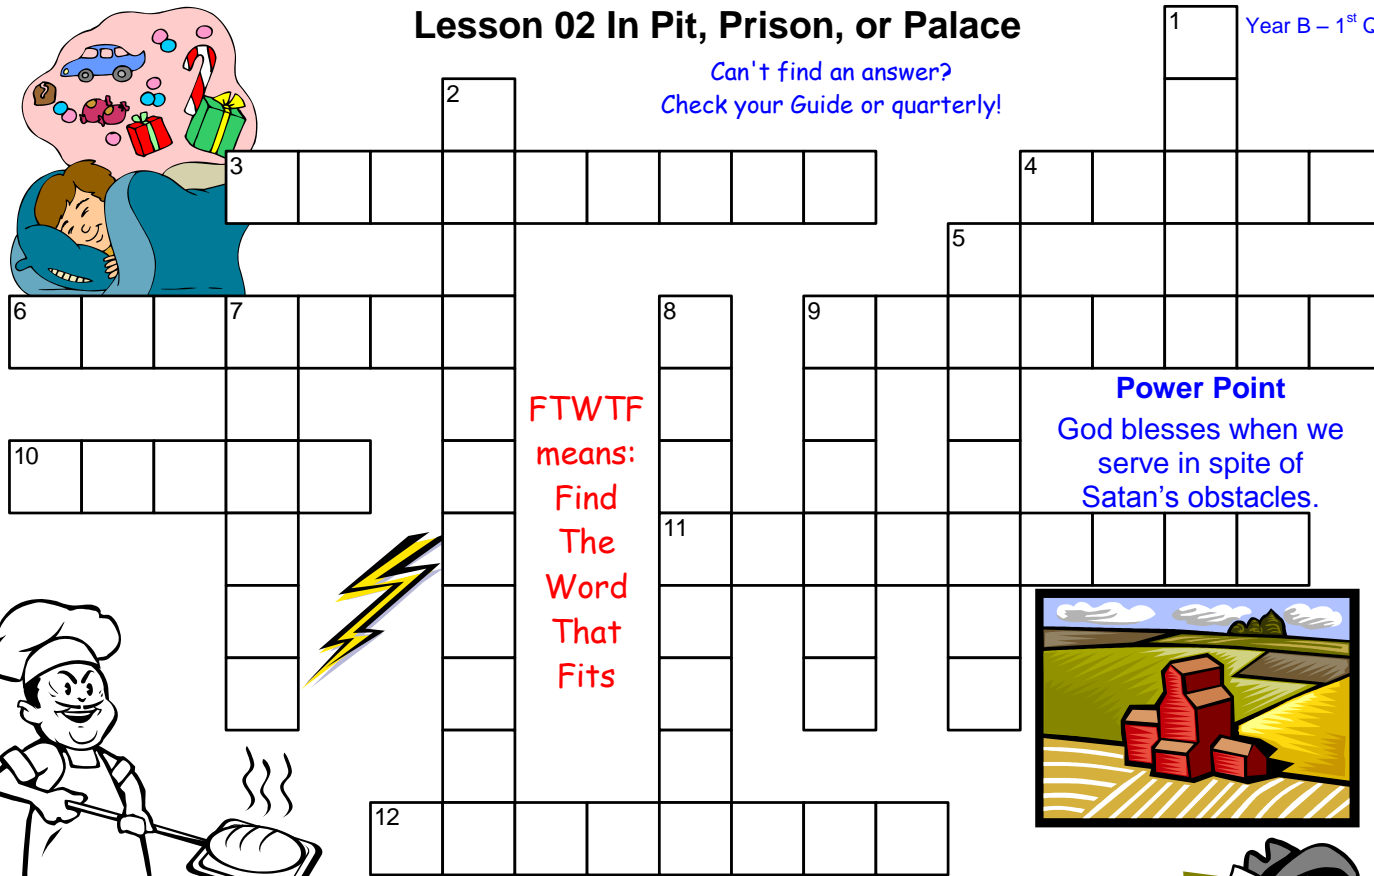 Lesson 02 In Pit, Prison, or Palace
Year B – 1st Q
Can't find an answer?
Check your Guide or quarterly!
1
2
3
4
5
6
7
8
9
FTWTF
means:
Find
The
Word
That
Fits
Power Point
God blesses when we
serve in spite of
Satan's obstacles.
10
11
12